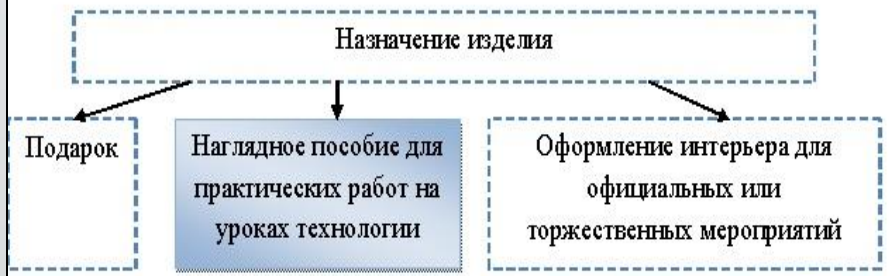 Назначение изделия
Подарок
Наглядное пособие для
практических работ на
уроках технологии
Оформление интерьера для
официальных или
торжественных мероприятий